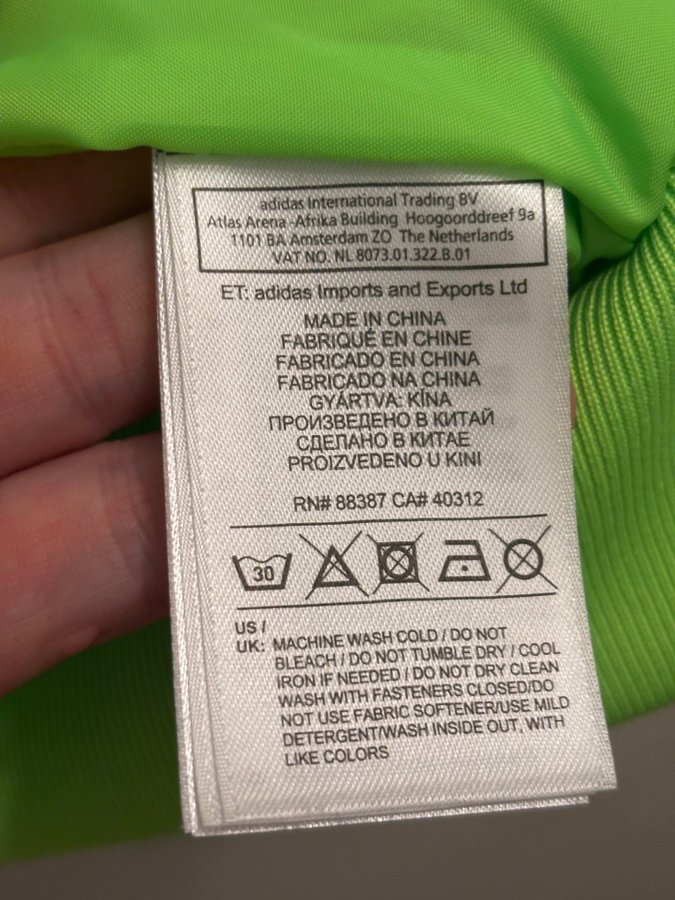 adidas International Trading BV
Atlas Arena -Afrika Building Hoogoorddreef 9a
1101 BA Amsterdam ZO The Netherlands
VAT NO. NL 8073.01.322.B.01
ET: adidas Imports and Exports Ltd
MADE IN CHINA
FABRIQUÉ EN CHINE
FABRICADO EN CHINA
FABRICADO NA CHINA
GYÁRTVA: KÍNA
ПРОИЗВЕДЕНО В КИТАЙ
СДЕЛАНО В КИТАЕ
PROIZVEDENO U KINI
RN# 88387 CA# 40312
30
US /
UK: MACHINE WASH COLD / DO NOT
BLEACH / DO NOT TUMBLE DRY / COOL
IRON IF NEEDED / DO NOT DRY CLEAN
WASH WITH FASTENERS CLOSED/DO
NOT USE FABRIC SOFTENER/USE MILD
DETERGENT/WASH INSIDE OUT, WITH
LIKE COLORS